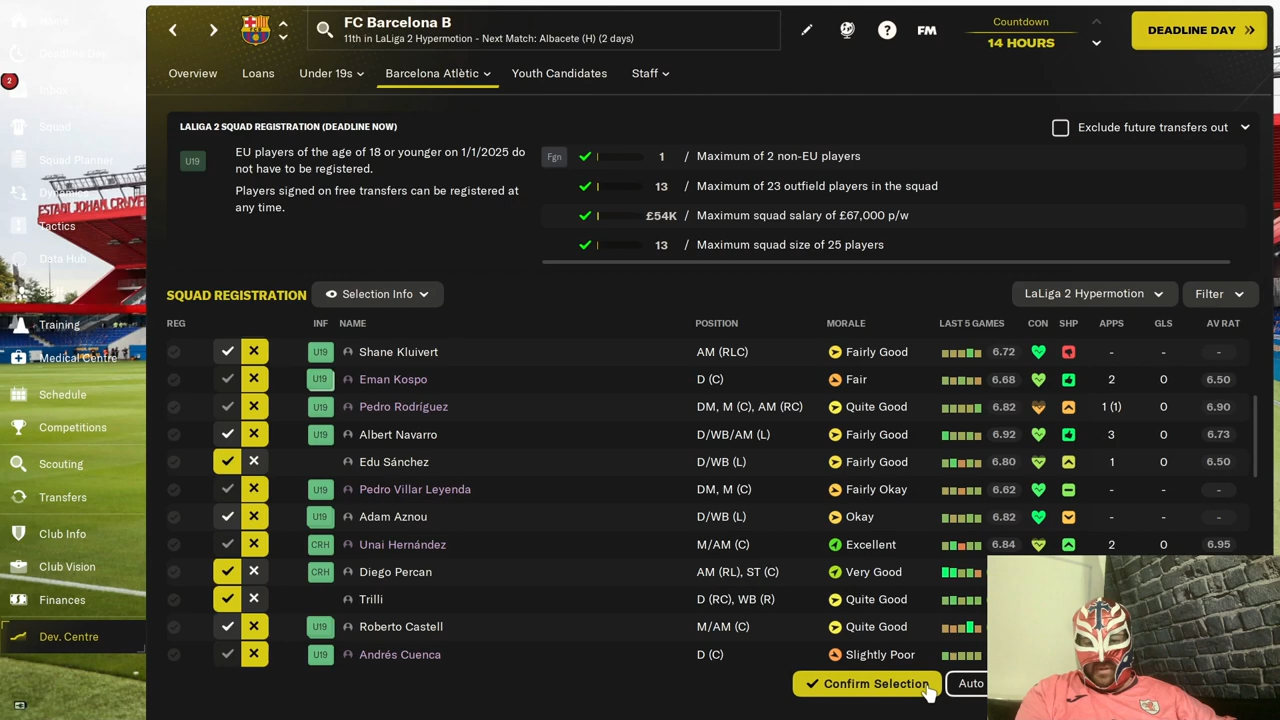 FC Barcelona B
11th in LaLiga 2 Hypermotion - Next Match: Albacete (H) (2 days)
FM
Countdown
14 HOURS
DEADLINE DAY
Overview Loans Under 19s Barcelona Atlètic Youth Candidates Staff
2
Squad
Squad Planner
Tactics
Data Hub
Training
Medical Centre
Schedule
Competitions
Scouting
Transfers
Club Info
Club Vision
Finances
Dev. Centre
LALIGA 2 SQUAD REGISTRATION (DEADLINE NOW)
Exclude future transfers out
U19 EU players of the age of 18 or younger on 1/1/2025 do
not have to be registered.
Players signed on free transfers can be registered at
any time.
Fgn 1 / Maximum of 2 non-EU players
13 / Maximum of 23 outfield players in the squad
£54K / Maximum squad salary of £67,000 p/w
13 / Maximum squad size of 25 players
SQUAD REGISTRATION Selection Info LaLiga 2 Hypermotion Filter
REG INF NAME POSITION MORALE LAST 5 GAMES CON SHP APPS GLS AV RAT
U19 Shane Kluivert AM (RLC) Fairly Good 6.72 - - -
U19 Eman Kospo D (C) Fair 6.68 2 0 6.50
U19 Pedro Rodríguez DM, M (C), AM (RC) Quite Good 6.82 1 (1) 0 6.90
U19 Albert Navarro D/WB/AM (L) Fairly Good 6.92 3 0 6.73
Edu Sánchez D/WB (L) Fairly Good 6.80 1 0 6.50
U19 Pedro Villar Leyenda DM, M (C) Fairly Okay 6.62 - - -
U19 Adam Aznou D/WB (L) Okay 6.82 - - -
CRH Unai Hernández M/AM (C) Excellent 6.84 2 0 6.95
CRH Diego Percan AM (RL), ST (C) Very Good
Trilli D (RC), WB (R) Quite Good
U19 Roberto Castell M/AM (C) Quite Good
U19 Andrés Cuenca D (C) Slightly Poor
Confirm Selection Auto